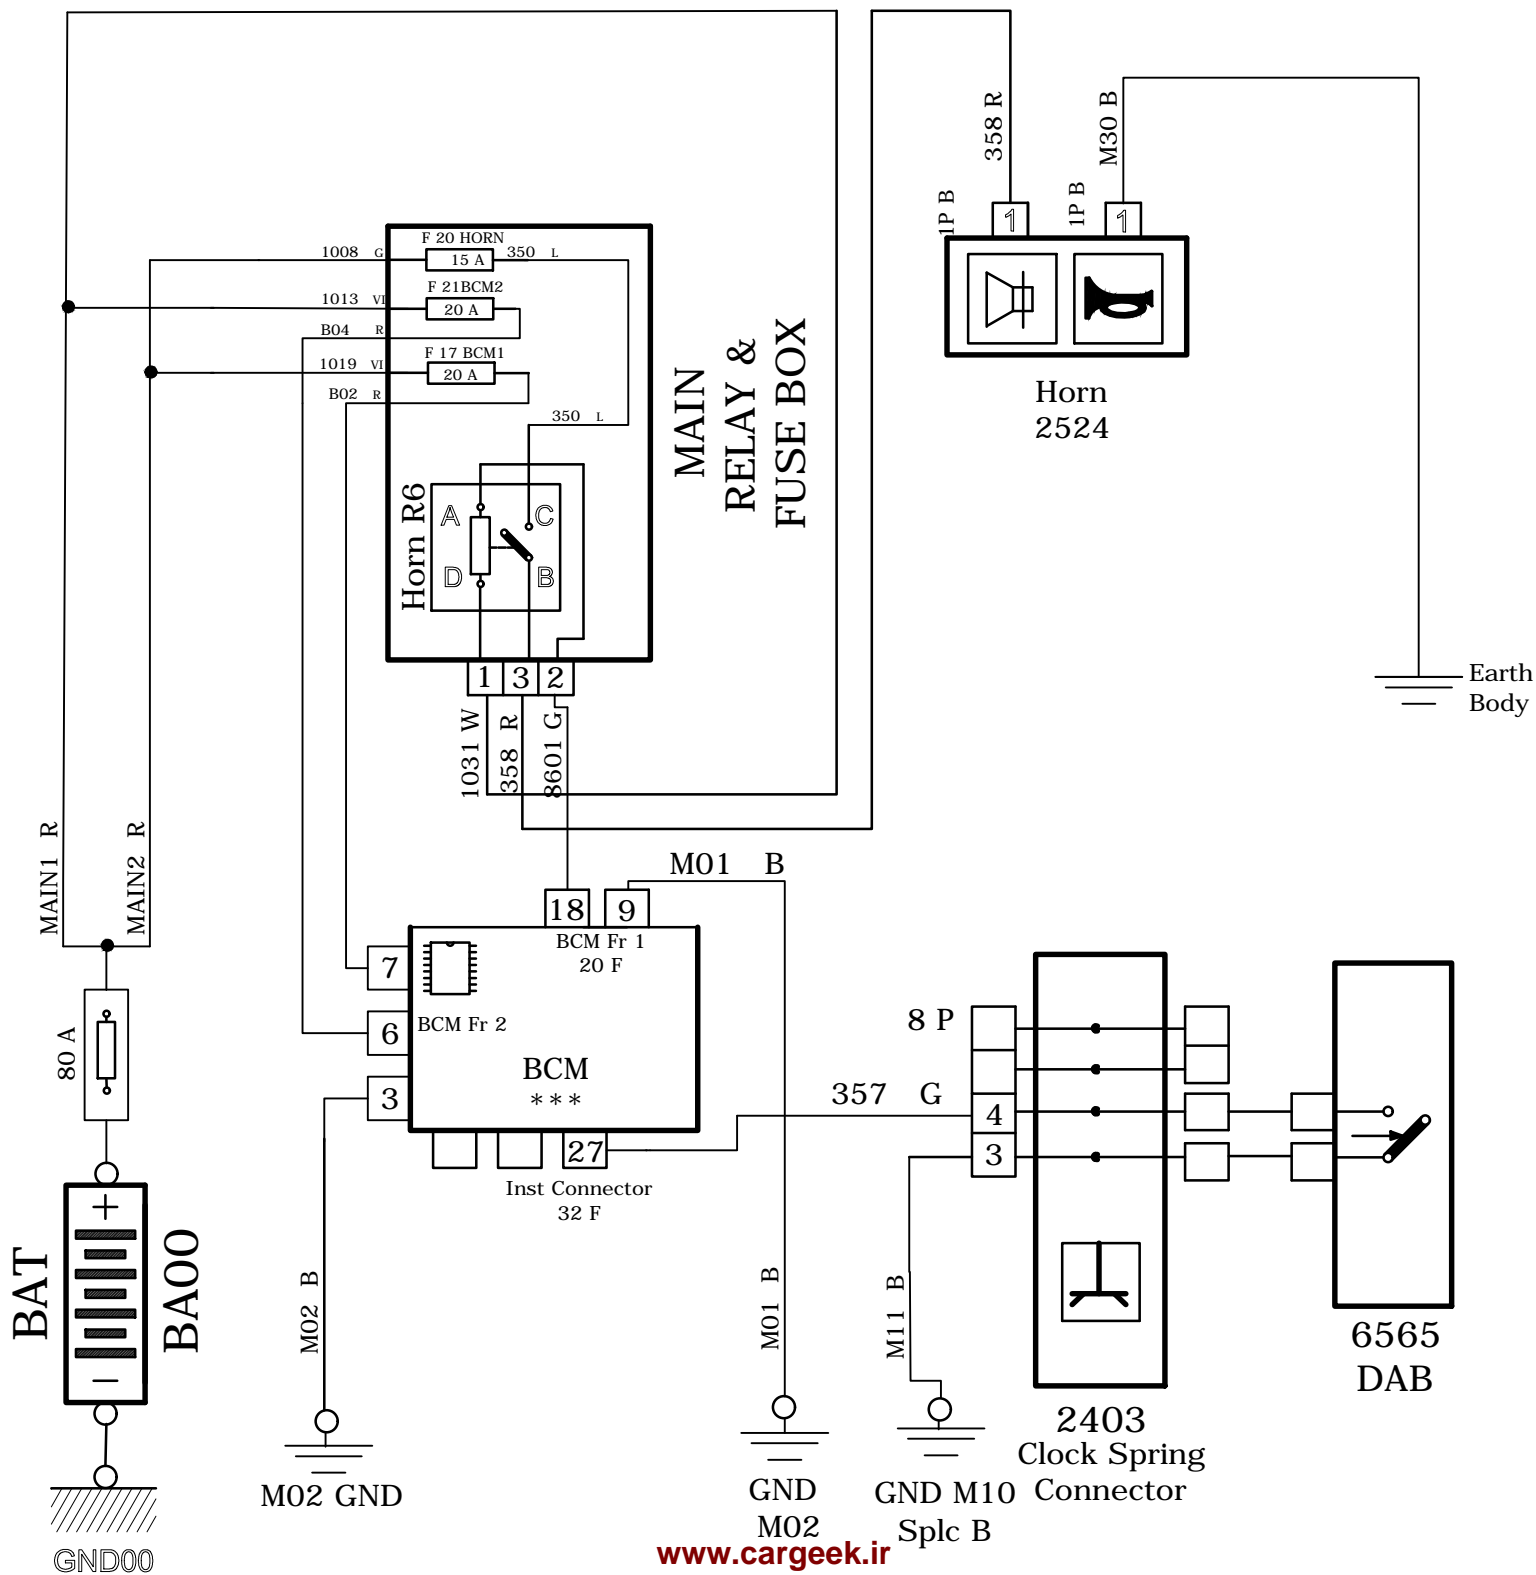 358 R
M30 B
1P B
1P B
1
1
Horn
2524
Earth
Body
F 20 HORN
1008 G
15 A
350 L
F 21BCM2
1013 VI
20 A
B04 R
F 17 BCM1
1019 VI
20 A
B02 R
350 L
MAIN
RELAY &
FUSE BOX
Horn R6
A
C
D
B
1
3
2
1031 W
358 R
8601 G
MAIN1 R
MAIN2 R
M01 B
18
9
BCM Fr 1
20 F
7
6
BCM Fr 2
3
BCM
***
27
Inst Connector
32 F
80 A
8 P
357 G
4
3
BAT
+
−
BA00
GND00
M02 B
M02 GND
M01 B
GND
M02
M11 B
GND M10
Splc B
2403
Clock Spring
Connector
6565
DAB
www.cargeek.ir